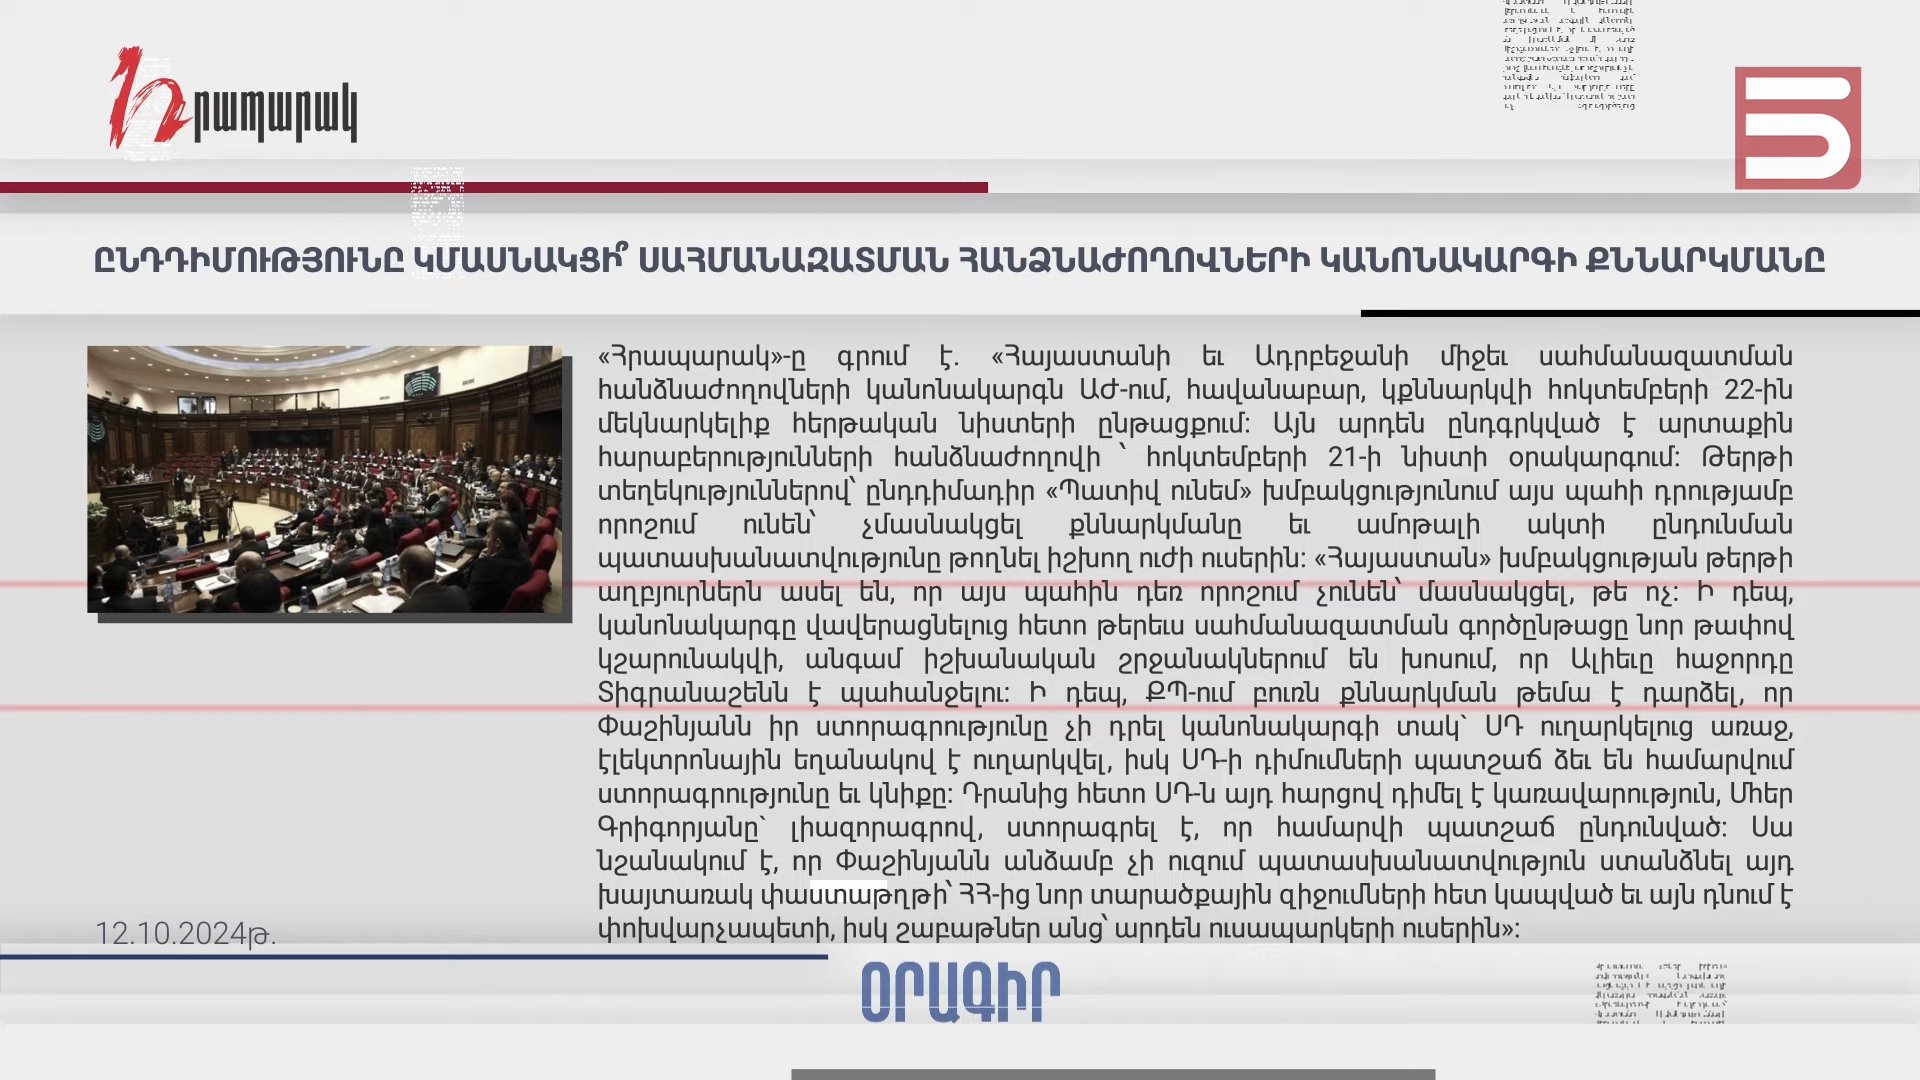 Հրապարակ
ԸՆԴԴԻՄՈՒԹՅՈՒՆԸ ԿՄԱՍՆԱԿՑԻ՞ ՍԱՀՄԱՆԱԶԱՏՄԱՆ ՀԱՆՁՆԱԺՈՂՈՎՆԵՐԻ ԿԱՆՈՆԱԿԱՐԳԻ ՔՆՆԱՐԿՄԱՆԸ
«Հրապարակ»-ը գրում է. «Հայաստանի եւ Ադրբեջանի միջեւ սահմանազատման
հանձնաժողովների կանոնակարգն ԱԺ-ում, հավանաբար, կքննարկվի հոկտեմբերի 22-ին
մեկնարկելիք հերթական նիստերի ընթացքում: Այն արդեն ընդգրկված է արտաքին
հարաբերությունների հանձնաժողովի ՝ հոկտեմբերի 21-ի նիստի օրակարգում: Թերթի
տեղեկություններով՝ ընդդիմադիր «Պատիվ ունեմ» խմբակցությունում այս պահի դրությամբ
որոշում ունեն՝ չմասնակցել քննարկմանը եւ ամոթալի ակտի ընդունման
պատասխանատվությունը թողնել իշխող ուժի ուսերին: «Հայաստան» խմբակցության թերթի
աղբյուրներն ասել են, որ այս պահին դեռ որոշում չունեն՝ մասնակցել, թե ոչ: Ի դեպ,
կանոնակարգը վավերացնելուց հետո թերեւս սահմանազատման գործընթացը նոր թափով
կշարունակվի, անգամ իշխանական շրջանակներում են խոսում, որ Ալիեւը հաջորդը
Տիգրանաշենն է պահանջելու: Ի դեպ, ՔՊ-ում բուռն քննարկման թեմա է դարձել, որ
Փաշինյանն իր ստորագրությունը չի դրել կանոնակարգի տակ` ՍԴ ուղարկելուց առաջ,
էլեկտրոնային եղանակով է ուղարկվել, իսկ ՍԴ-ի դիմումների պատշաճ ձեւ են համարվում
ստորագրությունը եւ կնիքը: Դրանից հետո ՍԴ-ն այդ հարցով դիմել է կառավարություն, Մհեր
Գրիգորյանը` լիազորագրով, ստորագրել է, որ համարվի պատշաճ ընդունված: Սա
նշանակում է, որ Փաշինյանն անձամբ չի ուզում պատասխանատվություն ստանձնել այդ
խայտառակ փաստաթղթի՝ ՀՀ-ից նոր տարածքային զիջումների հետ կապված եւ այն դնում է
փոխվարչապետի, իսկ շաբաթներ անց՝ արդեն ուսապարկերի ուսերին»:
12.10.2024թ.
ՕՐԱԳԻՐ